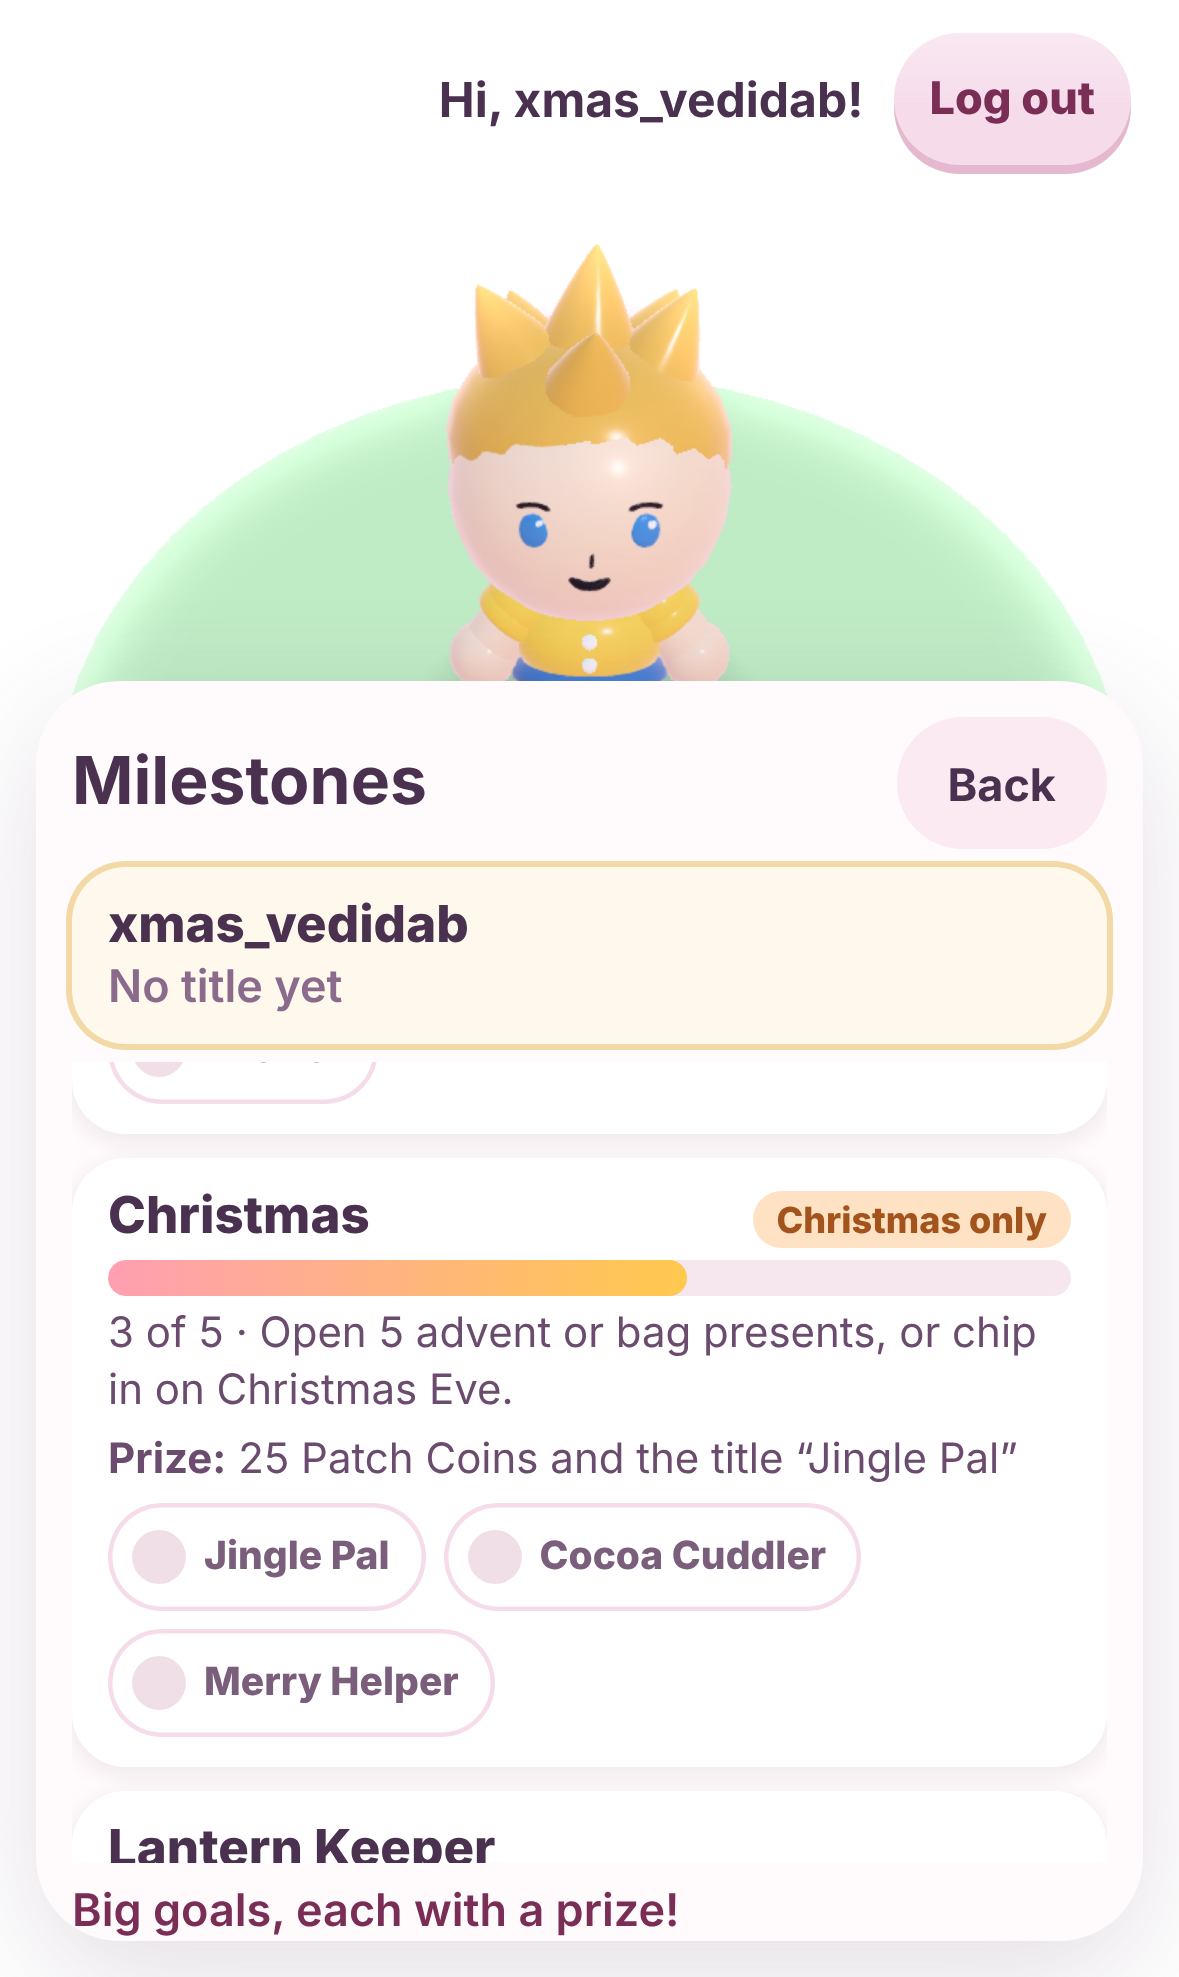 Hi, xmas_vedidab!
Log out
Milestones
Back
xmas_vedidab
No title yet
Christmas
Christmas only
3 of 5 · Open 5 advent or bag presents, or chip
in on Christmas Eve.
Prize: 25 Patch Coins and the title “Jingle Pal”
Jingle Pal
Cocoa Cuddler
Merry Helper
Lantern Keeper
Big goals, each with a prize!